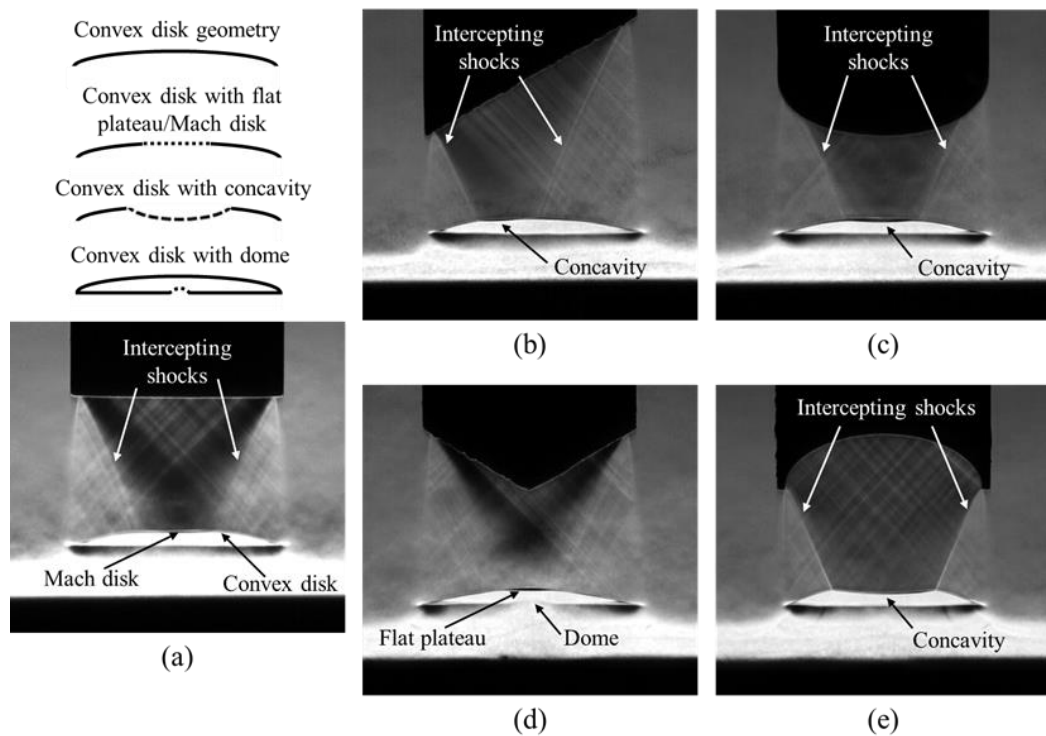 Convex disk geometry
Convex disk with flat
plateau/Mach disk
Convex disk with concavity
Convex disk with dome
Intercepting
shocks
Mach disk
Convex disk
(a)
Intercepting
shocks
Concavity
(b)
Intercepting
shocks
Concavity
(c)
Flat plateau
Dome
(d)
Intercepting shocks
Concavity
(e)